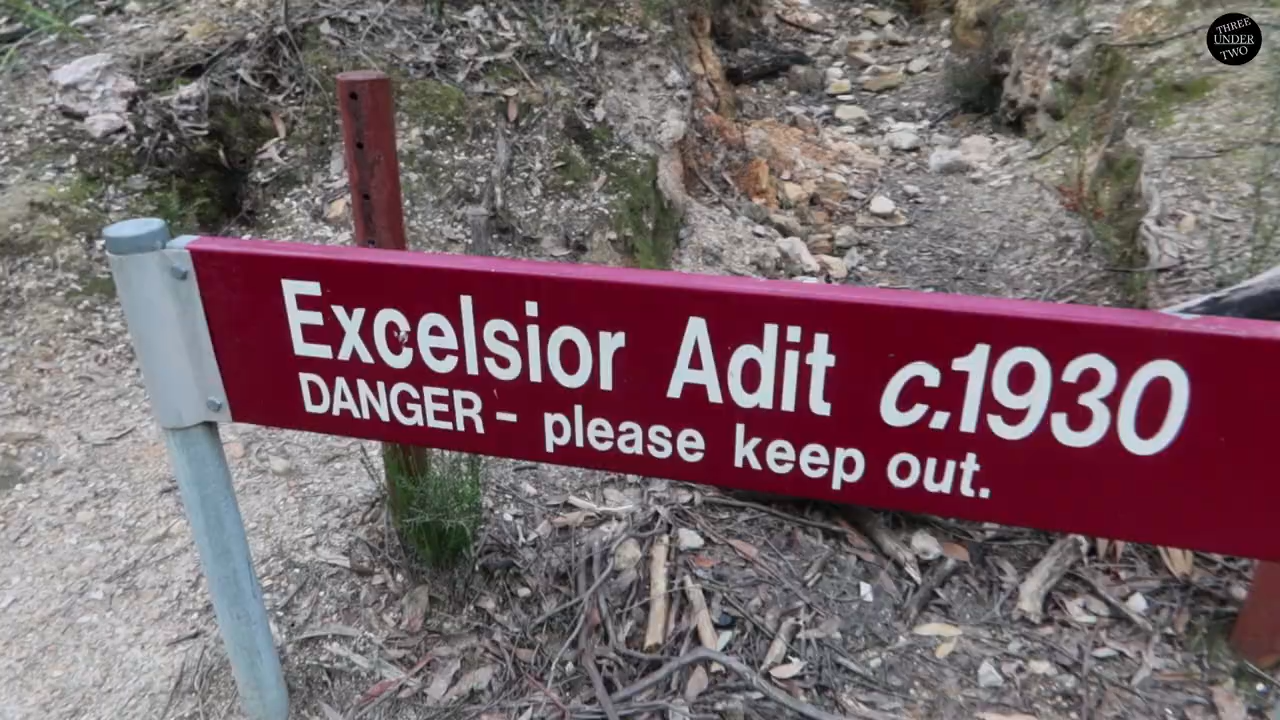 THREE
UNDER
TWO
Excelsior Adit c.1930
DANGER - please keep out.